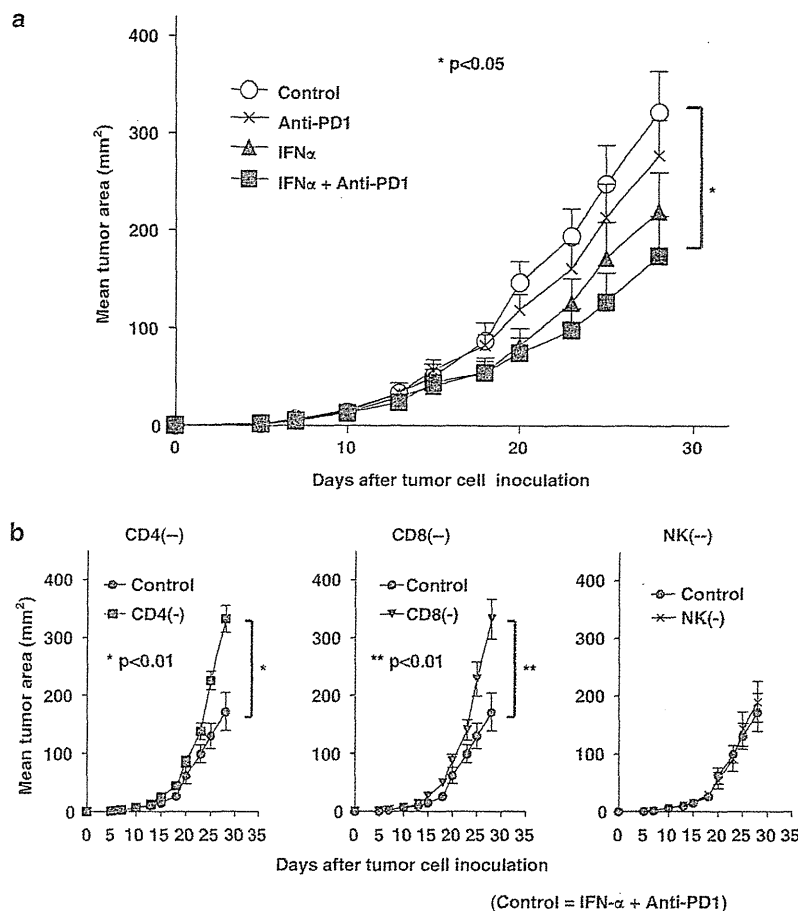 a
400
300
200
100
0
Mean tumor area (mm²)
* p<0.05
Control
Anti-PD1
IFNα
IFNα + Anti-PD1
*
0 10 20 30
Days after tumor cell inoculation
b
CD4(--)
400
300
200
100
0
Mean tumor area (mm²)
Control
CD4(-)
* p<0.01
*
0 5 10 15 20 25 30 35
CD8(--)
400
300
200
100
0
Control
CD8(-)
** p<0.01
**
0 5 10 15 20 25 30 35
NK(--)
400
300
200
100
0
Control
NK(-)
0 5 10 15 20 25 30 35
Days after tumor cell inoculation
(Control = IFN-α + Anti-PD1)